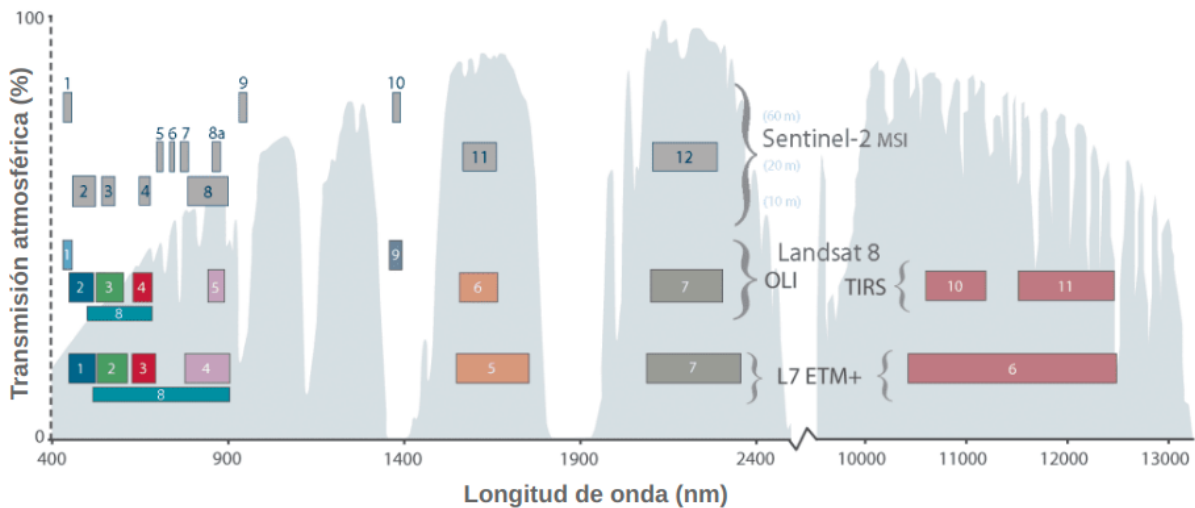 100
Transmisión atmosférica (%)
0
1
9
10
5 6 7 8a
11
12
2 3 4 8
(60 m)
Sentinel-2 MSI
(20 m)
(10 m)
1
9
2 3 4 5
6
7
8
Landsat 8
OLI
TIRS
10
11
1 2 3 4
5
7
8
L7 ETM+
6
400 900 1400 1900 2400 10000 11000 12000 13000
Longitud de onda (nm)